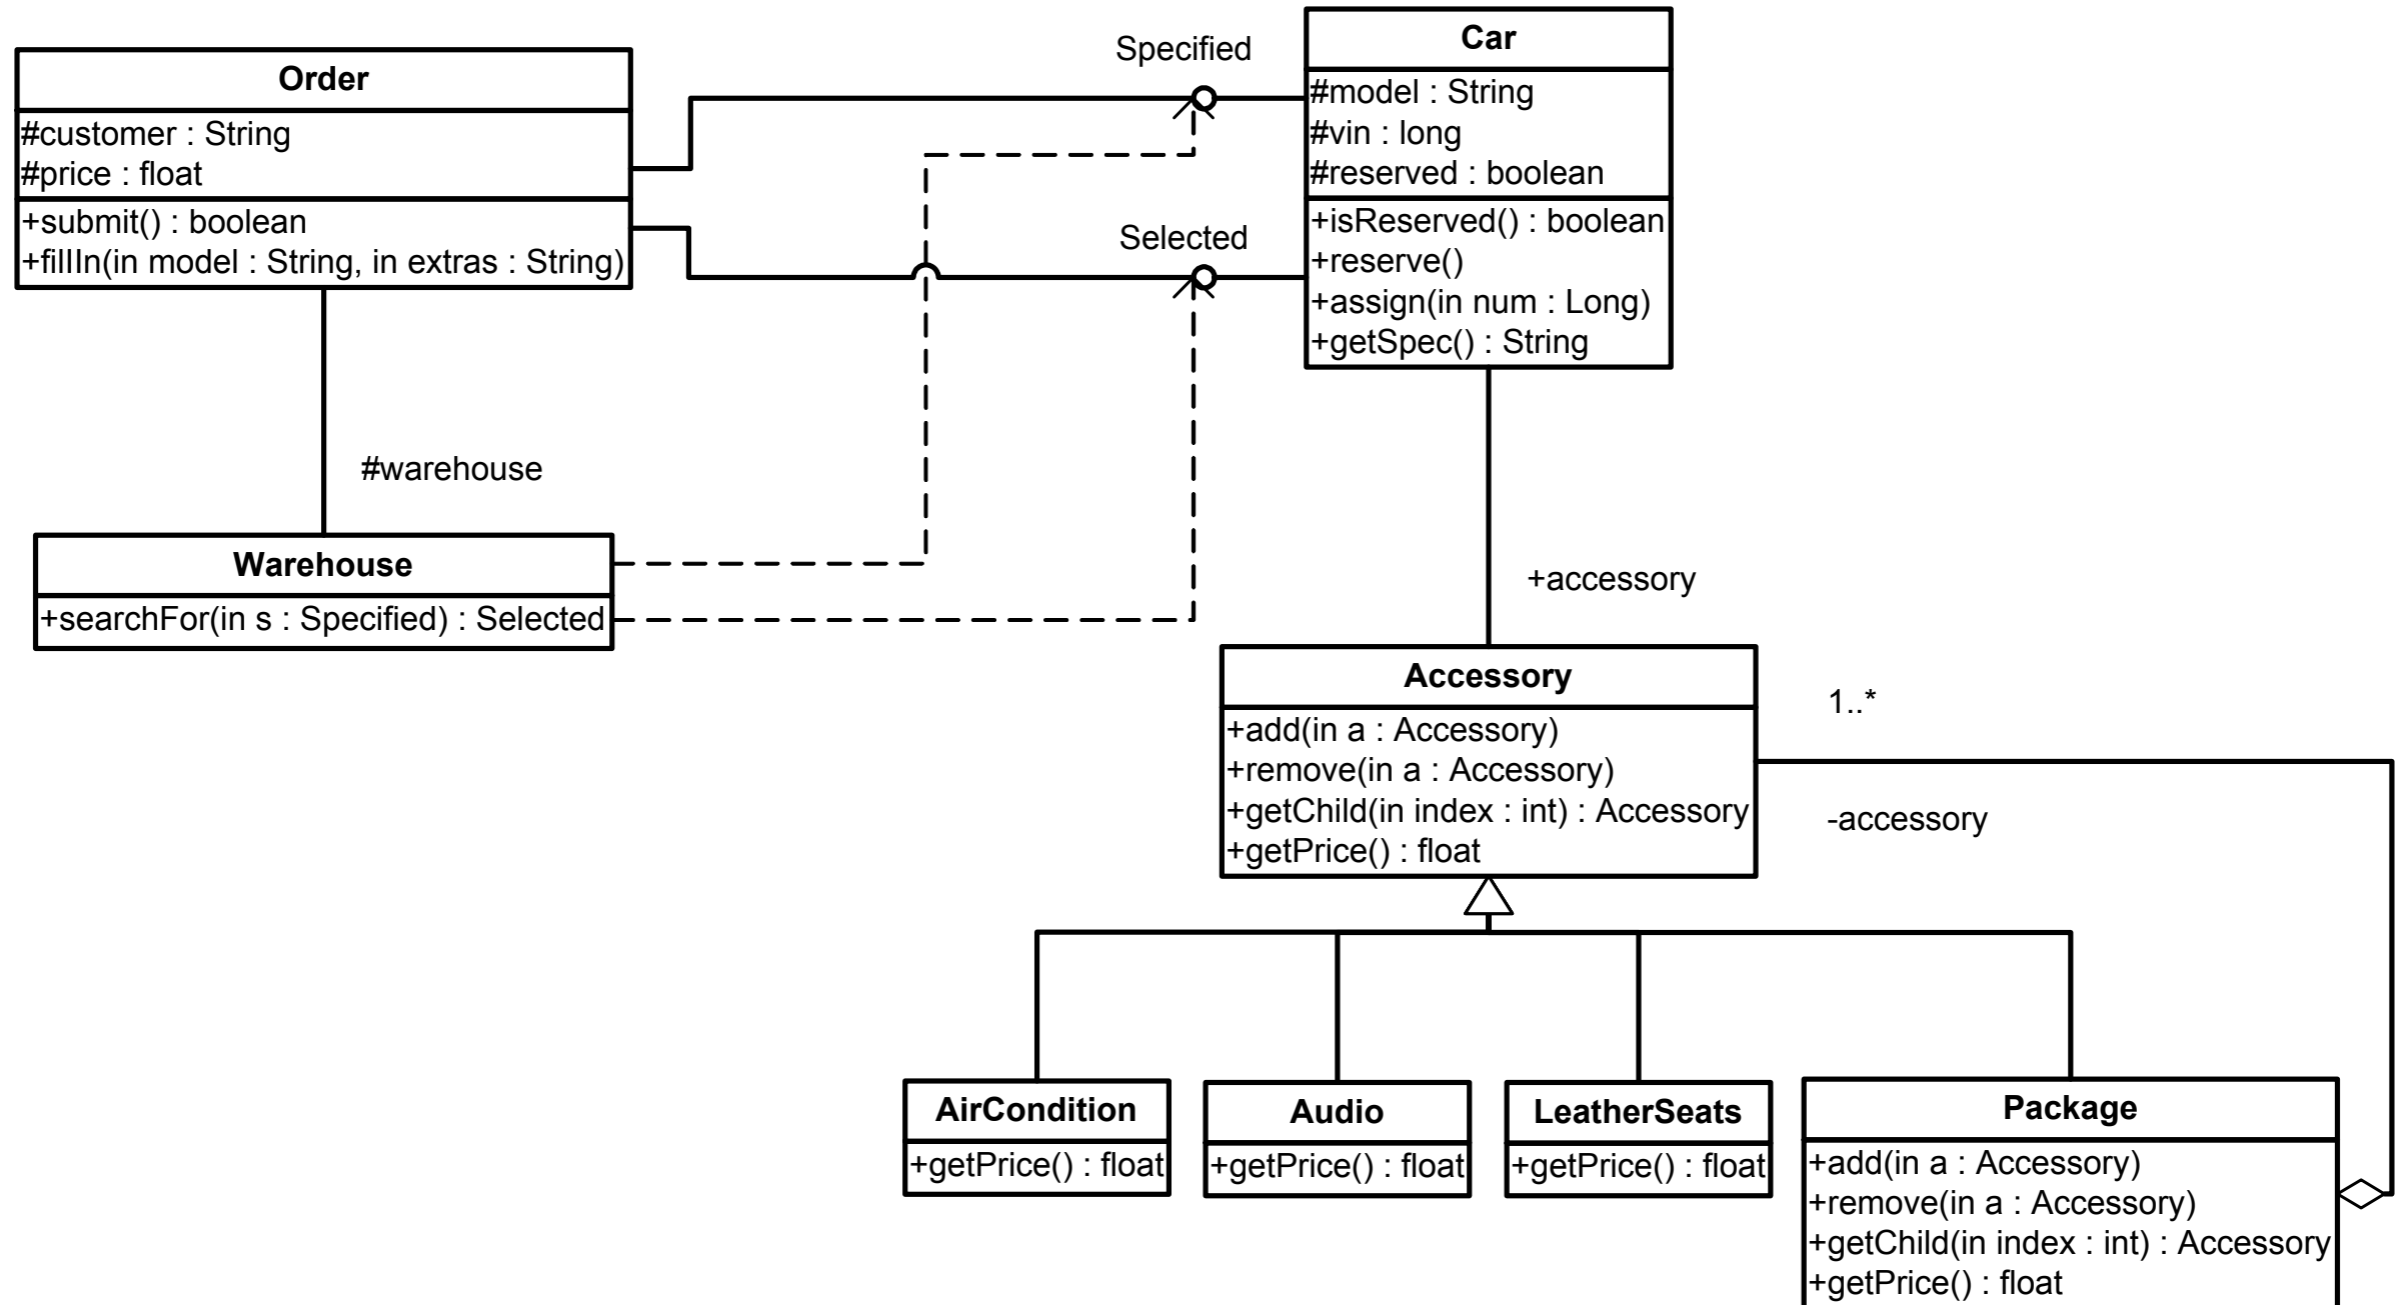 Order
#customer : String
#price : float
+submit() : boolean
+fillIn(in model : String, in extras : String)
Specified
Selected
Car
#model : String
#vin : long
#reserved : boolean
+isReserved() : boolean
+reserve()
+assign(in num : Long)
+getSpec() : String
#warehouse
Warehouse
+searchFor(in s : Specified) : Selected
+accessory
Accessory
+add(in a : Accessory)
+remove(in a : Accessory)
+getChild(in index : int) : Accessory
+getPrice() : float
1..*
-accessory
AirCondition
+getPrice() : float
Audio
+getPrice() : float
LeatherSeats
+getPrice() : float
Package
+add(in a : Accessory)
+remove(in a : Accessory)
+getChild(in index : int) : Accessory
+getPrice() : float